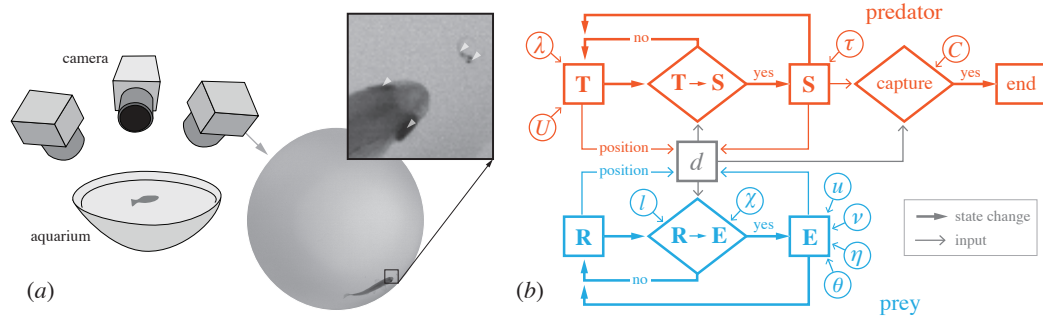 camera
aquarium
(a)
predator
λ
no
τ
C
T
T → S
yes
S
capture
yes
end
U
position
d
position
l
χ
u
R
R → E
yes
E
ν
η
no
θ
state change
input
(b)
prey